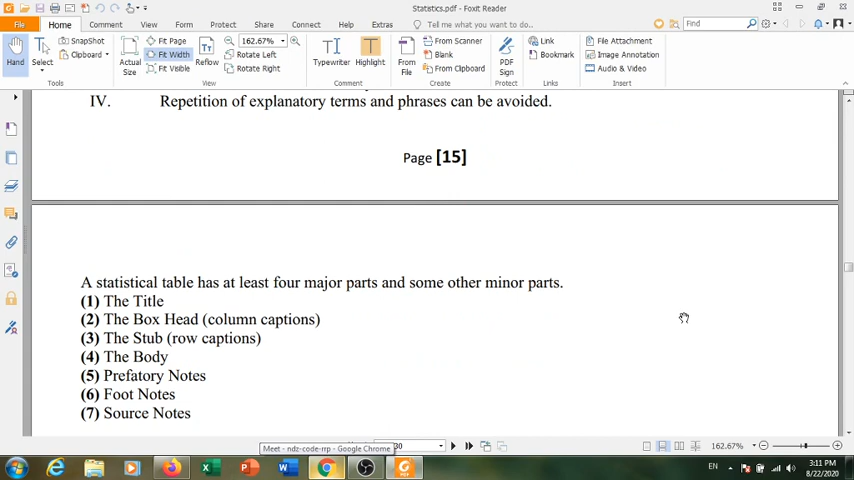 Statistics.pdf - Foxit Reader
File Home Comment View Form Protect Share Connect Help Extras Tell me what you want to do... Find
Hand
Select
SnapShot
Clipboard
Tools
Actual Size
Fit Page
Fit Width
Fit Visible
Reflow
162.67%
Rotate Left
Rotate Right
View
Typewriter
Highlight
Comment
From File
From Scanner
Blank
From Clipboard
Create
PDF Sign
Protect
Link
Bookmark
Links
File Attachment
Image Annotation
Audio & Video
Insert
IV. Repetition of explanatory terms and phrases can be avoided.
Page [15]
A statistical table has at least four major parts and some other minor parts.
(1) The Title
(2) The Box Head (column captions)
(3) The Stub (row captions)
(4) The Body
(5) Prefatory Notes
(6) Foot Notes
(7) Source Notes
Meet - ndz-code-rrp - Google Chrome
30
162.67%
EN
3:11 PM
8/22/2020